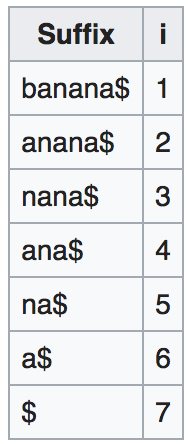 Suffix i
banana$ 1
anana$ 2
nana$ 3
ana$ 4
na$ 5
a$ 6
$ 7